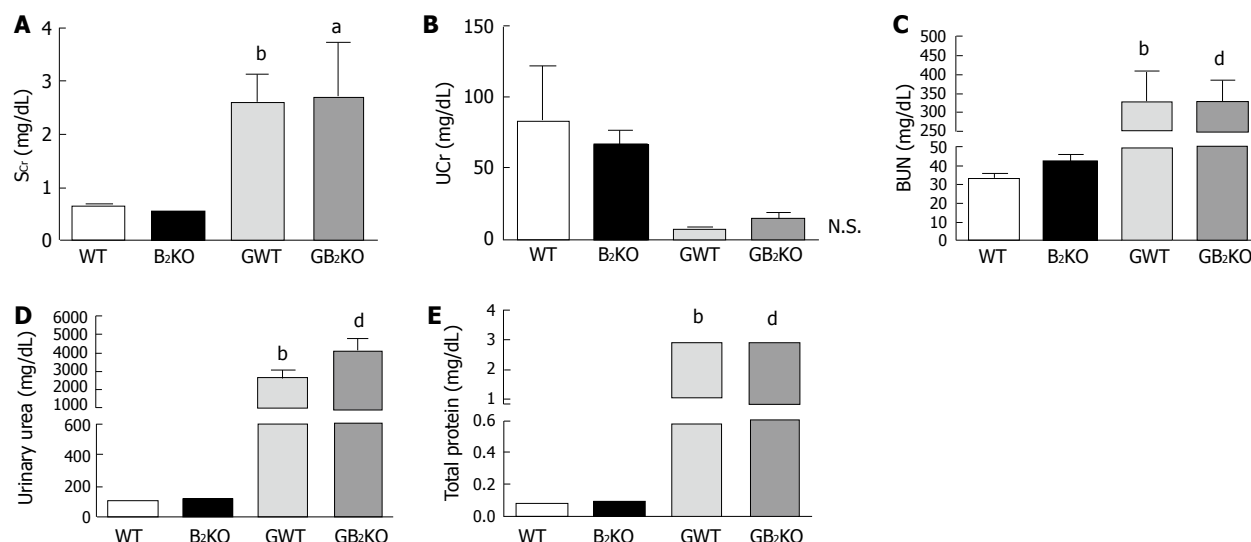 A
S_Cr (mg/dL)
4
3
2
1
0
b
a
WT
B₂KO
GWT
GB₂KO
B
UCr (mg/dL)
150
100
50
0
N.S.
WT
B₂KO
GWT
GB₂KO
C
BUN (mg/dL)
500
450
400
350
300
250
50
40
30
20
10
0
b
d
WT
B₂KO
GWT
GB₂KO
D
Urinary urea (mg/dL)
6000
5000
4000
3000
2000
1000
600
400
200
0
b
d
WT
B₂KO
GWT
GB₂KO
E
Total protein (mg/dL)
4
3
2
1
0.6
0.4
0.2
0.0
b
d
WT
B₂KO
GWT
GB₂KO